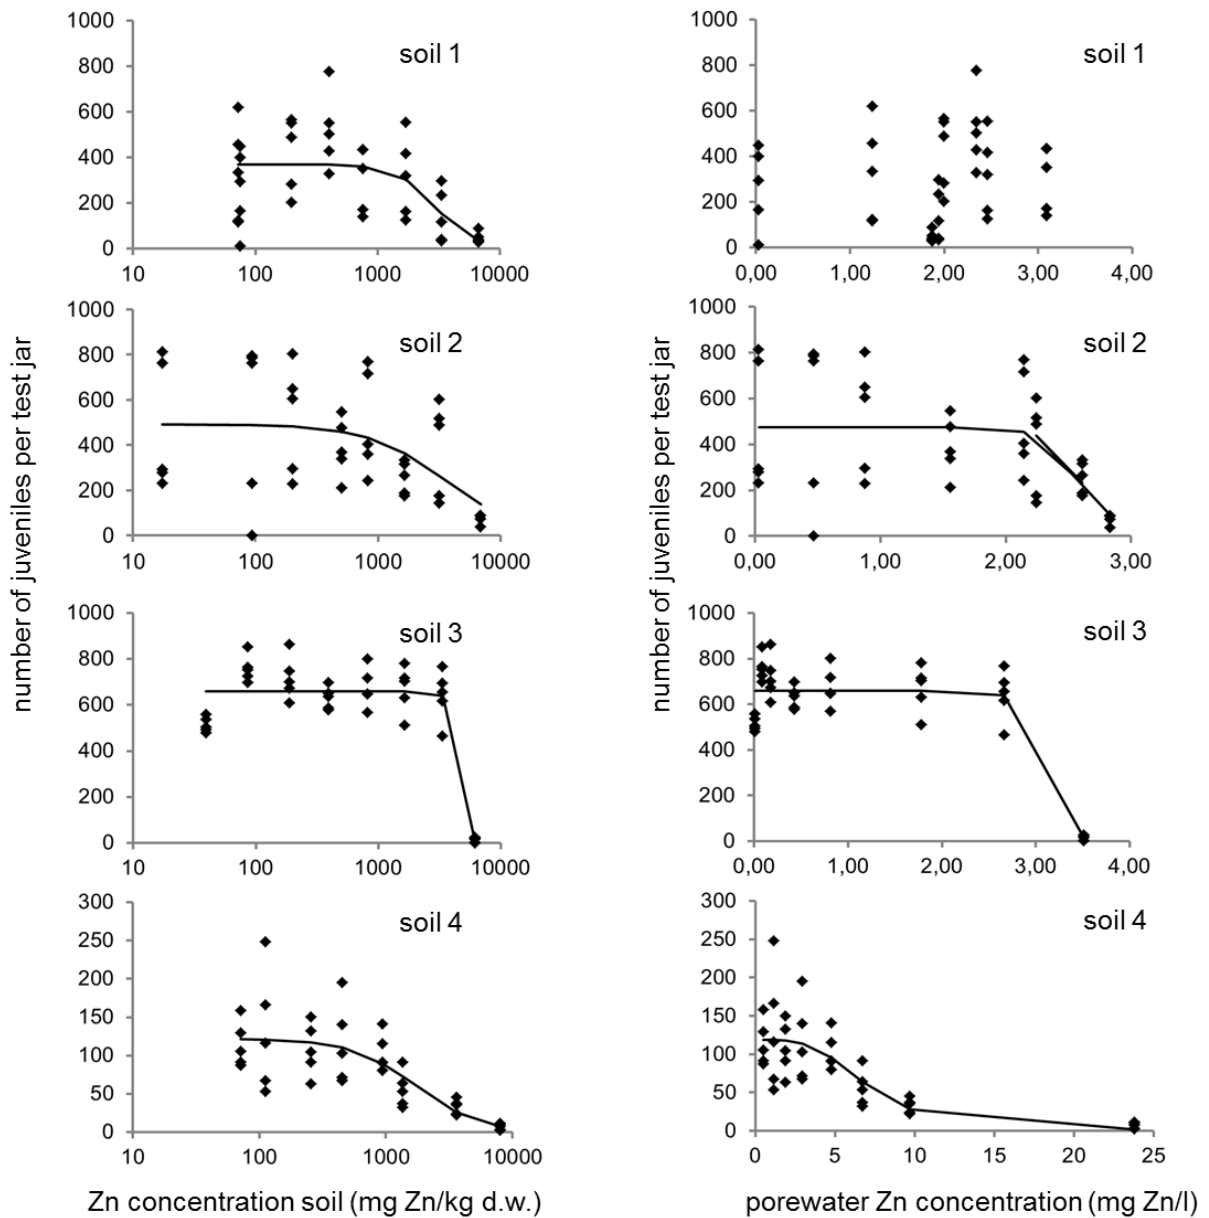 1000
800
600
400
200
0
10 100 1000 10000
soil 1
1000
800
600
400
200
0
0,00 1,00 2,00 3,00 4,00
soil 1
number of juveniles per test jar
1000
800
600
400
200
0
10 100 1000 10000
soil 2
number of juveniles per test jar
1000
800
600
400
200
0
0,00 1,00 2,00 3,00
soil 2
1000
800
600
400
200
0
10 100 1000 10000
soil 3
1000
800
600
400
200
0
0,00 1,00 2,00 3,00 4,00
soil 3
300
250
200
150
100
50
0
10 100 1000 10000
soil 4
300
250
200
150
100
50
0
0 5 10 15 20 25
soil 4
Zn concentration soil (mg Zn/kg d.w.)
porewater Zn concentration (mg Zn/l)